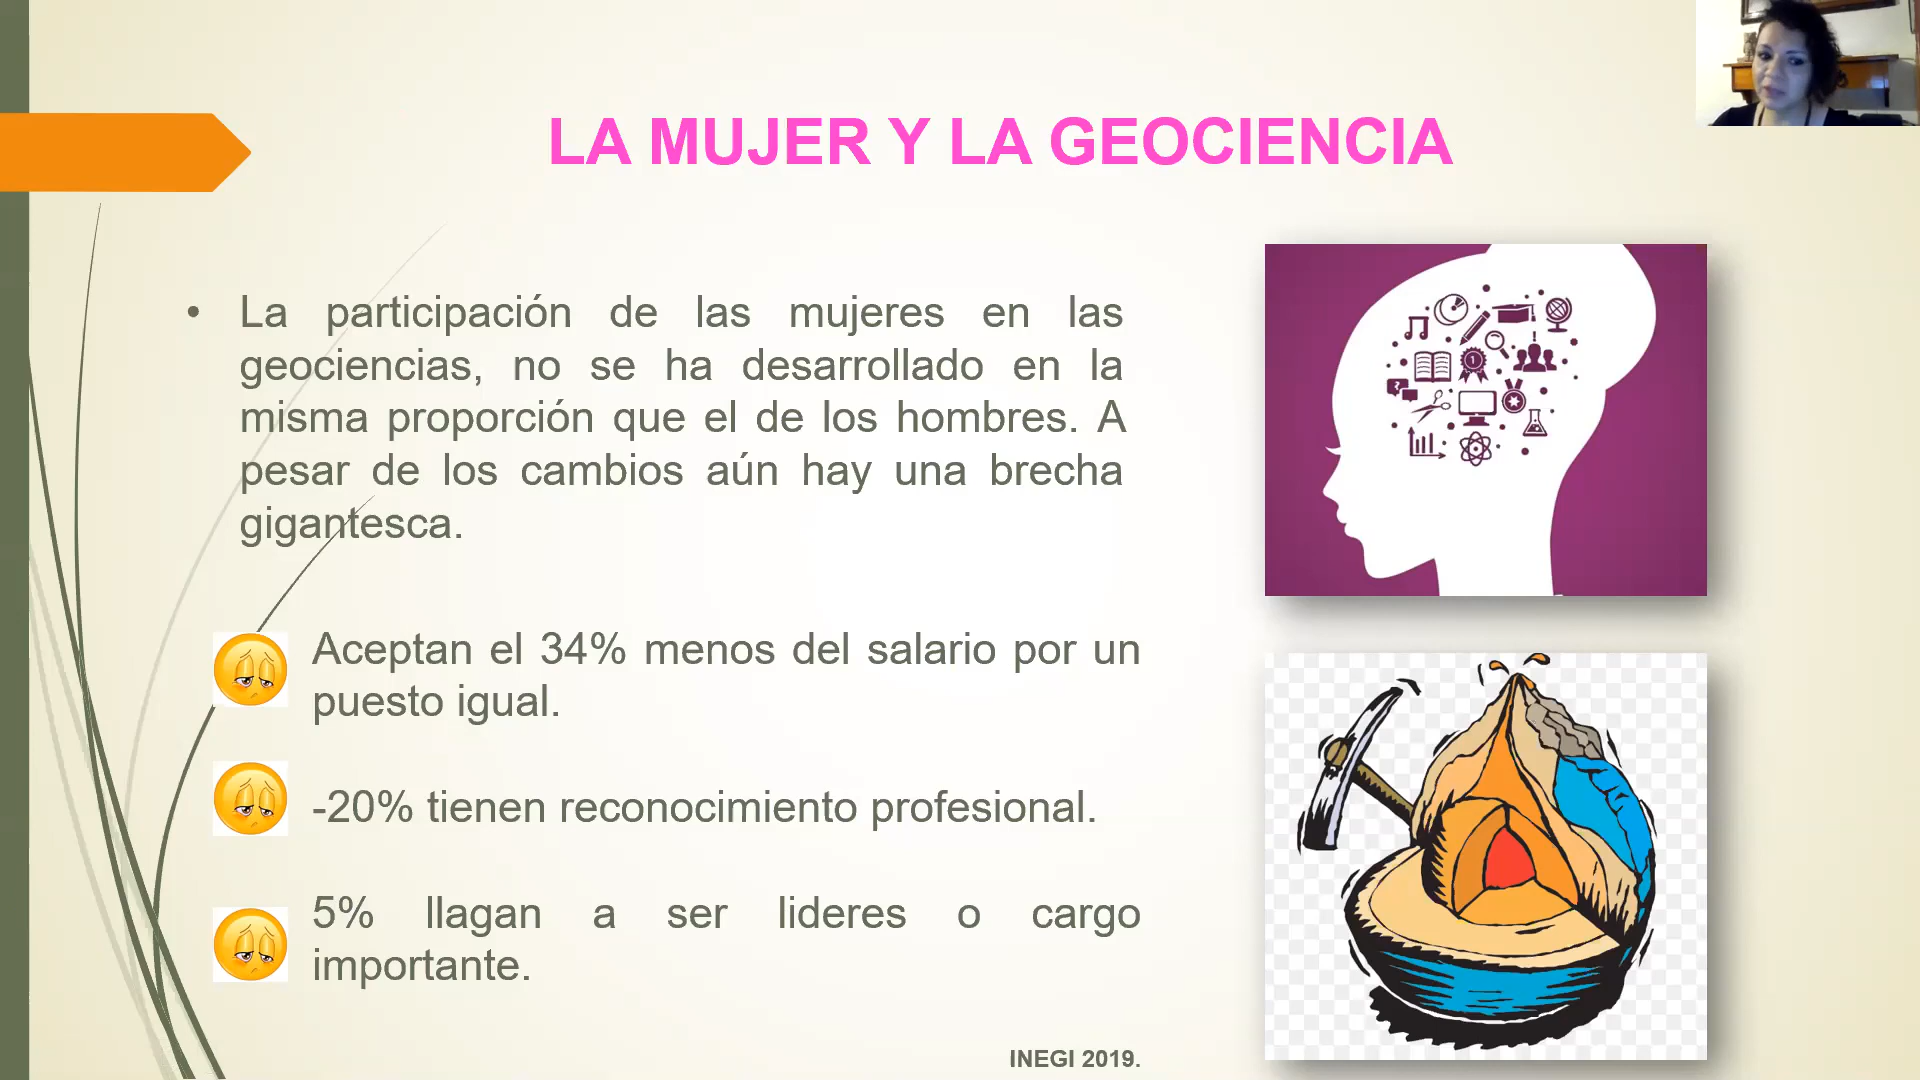 LA MUJER Y LA GEOCIENCIA
• La participación de las mujeres en las
geociencias, no se ha desarrollado en la
misma proporción que el de los hombres. A
pesar de los cambios aún hay una brecha
gigantesca.
Aceptan el 34% menos del salario por un
puesto igual.
-20% tienen reconocimiento profesional.
5% llagan a ser lideres o cargo
importante.
INEGI 2019.